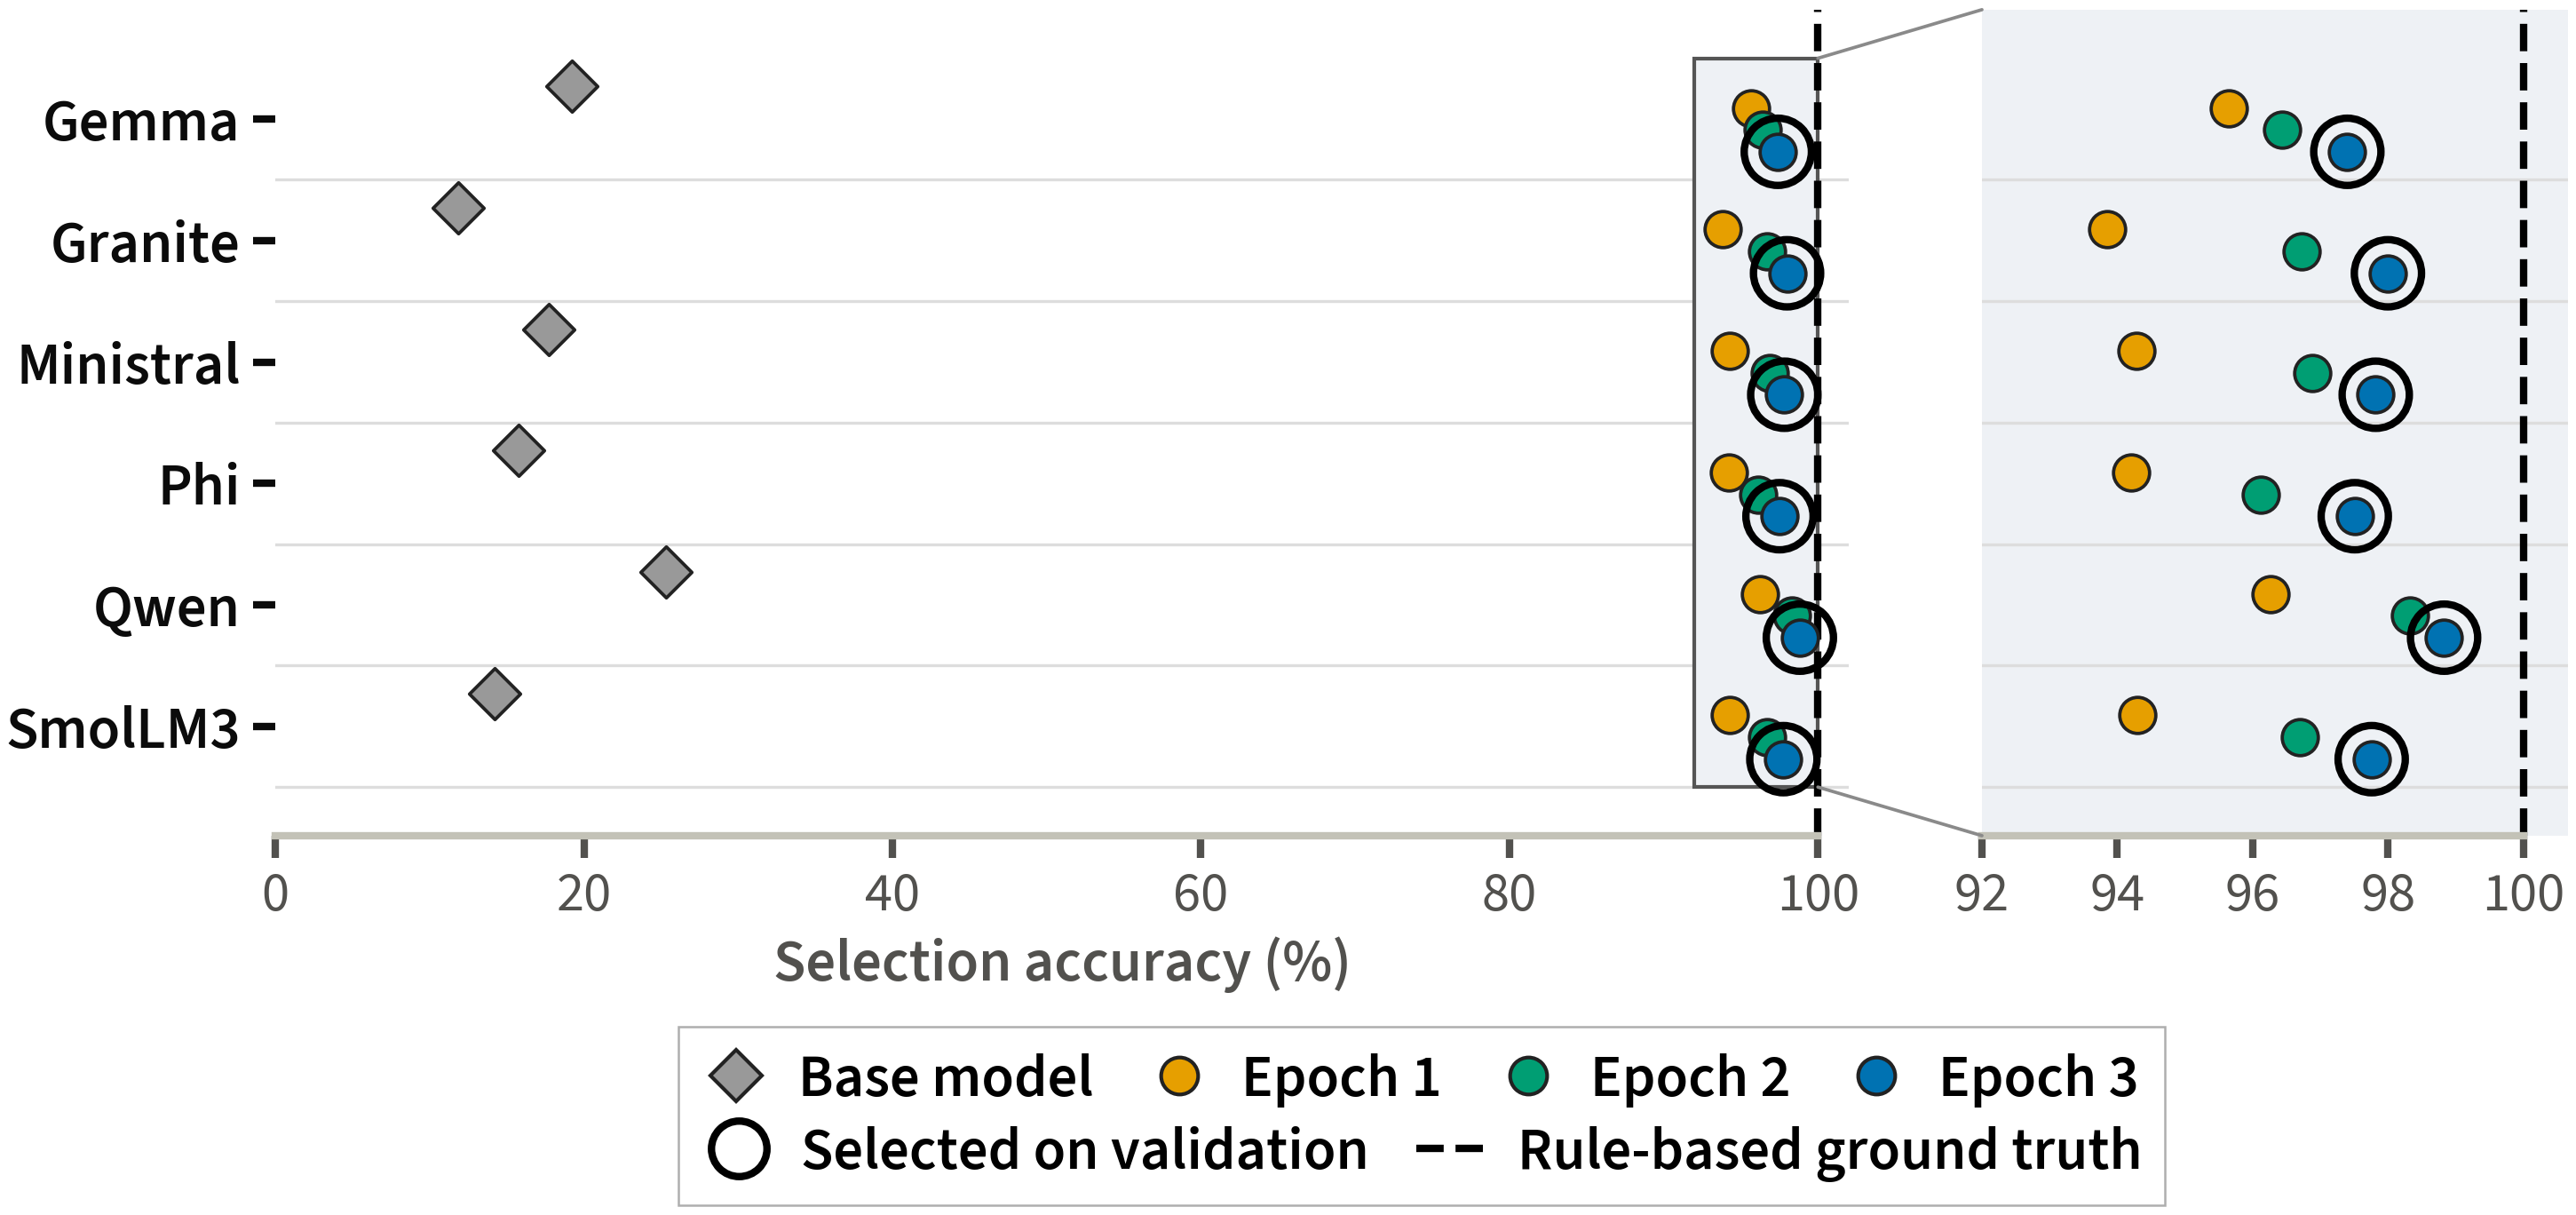 Gemma
Granite
Ministral
Phi
Qwen
SmolLM3
0 20 40 60 80 100 92 94 96 98 100
Selection accuracy (%)
Base model Epoch 1 Epoch 2 Epoch 3
Selected on validation Rule-based ground truth